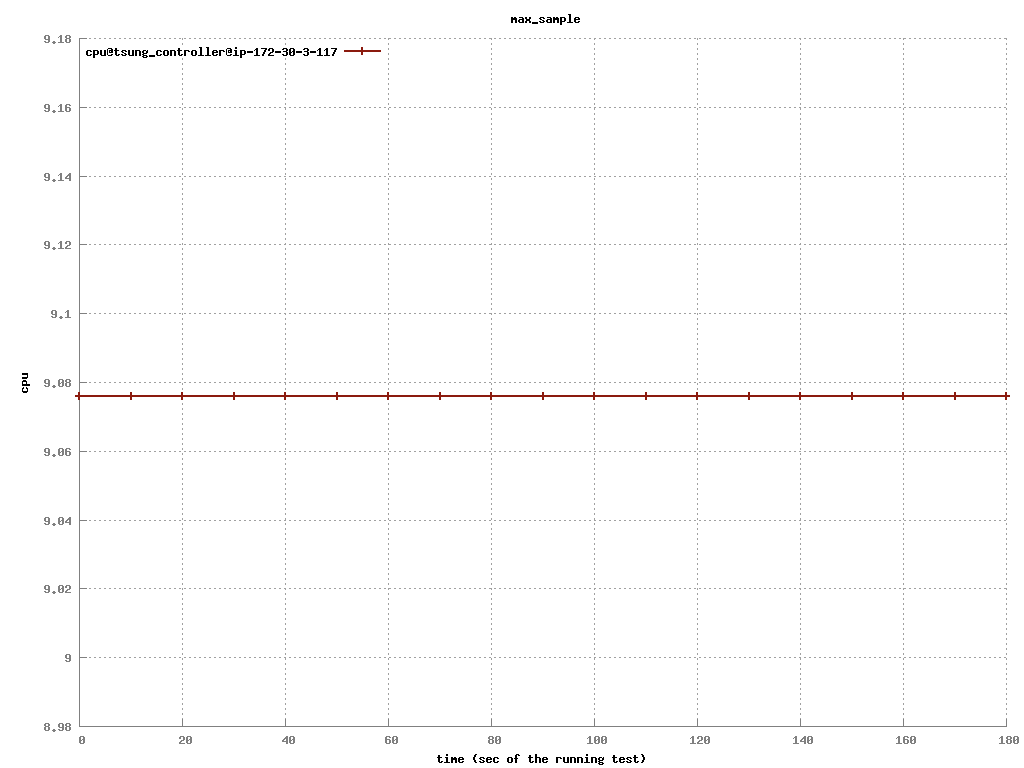 max_sample
9.18
cpu@tsung_controller@ip-172-30-3-117
9.16
9.14
9.12
9.1
9.08
cpu
9.06
9.04
9.02
9
8.98
0 20 40 60 80 100 120 140 160 180
time (sec of the running test)